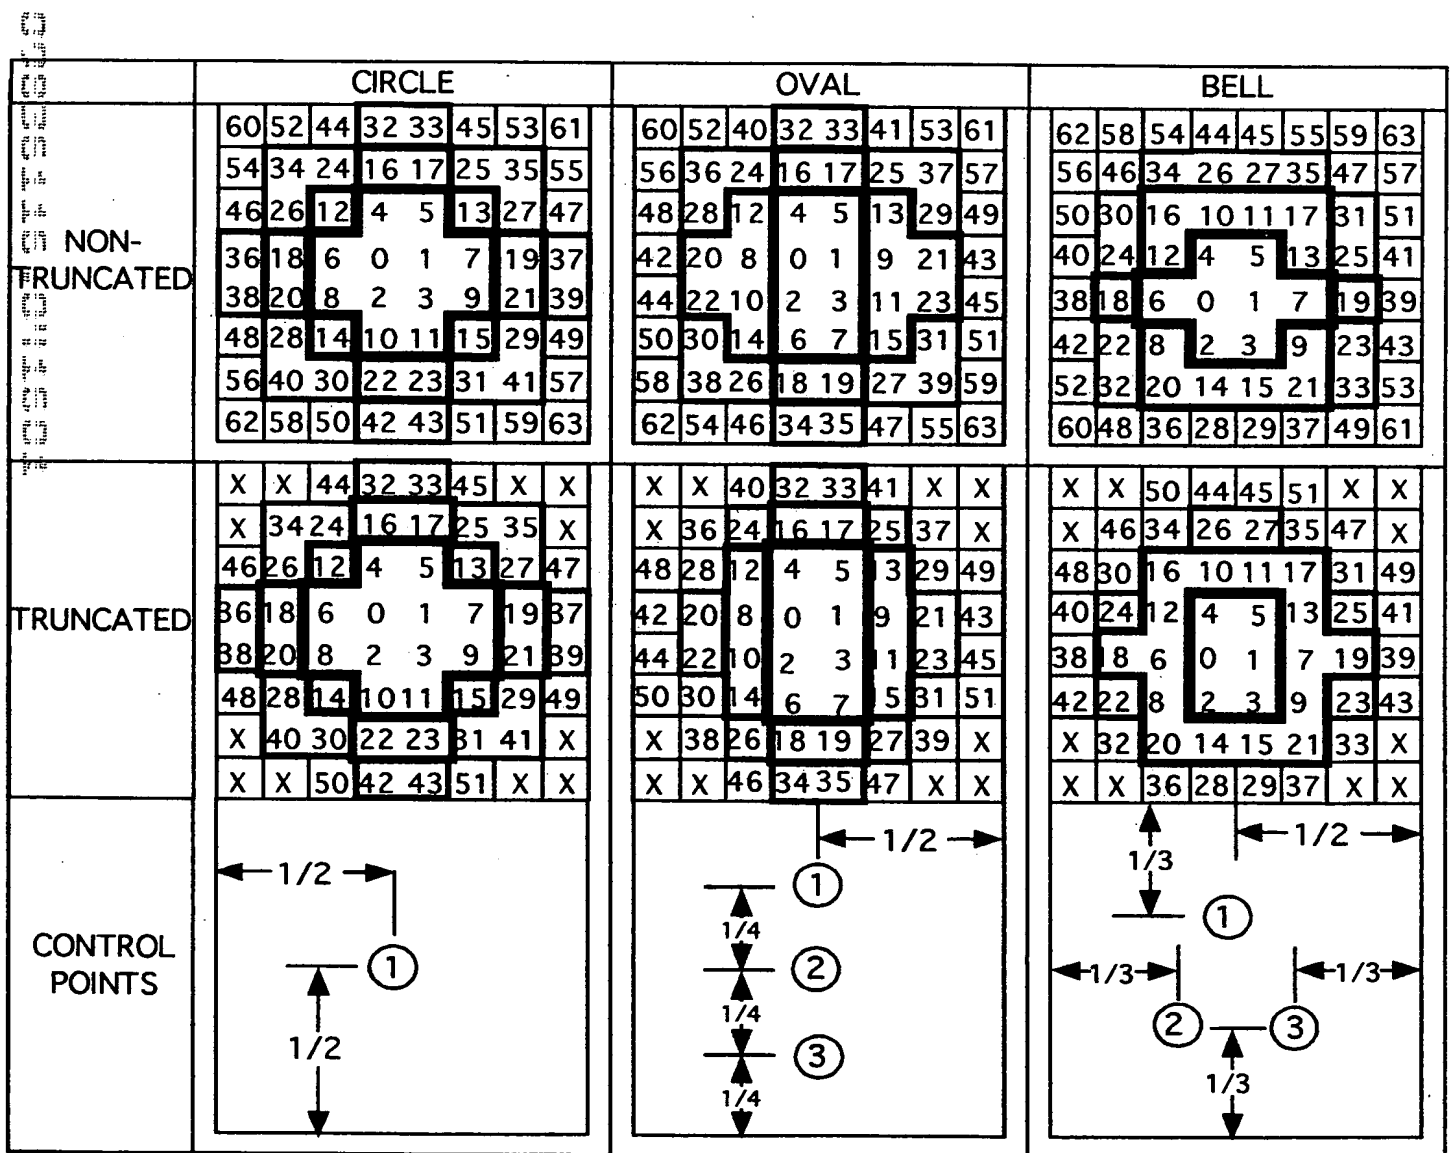 CIRCLE OVAL BELL
NON-TRUNCATED
60 52 44 32 33 45 53 61
54 34 24 16 17 25 35 55
46 26 12 4 5 13 27 47
36 18 6 0 1 7 19 37
38 20 8 2 3 9 21 39
48 28 14 10 11 15 29 49
56 40 30 22 23 31 41 57
62 58 50 42 43 51 59 63
60 52 40 32 33 41 53 61
56 36 24 16 17 25 37 57
48 28 12 4 5 13 29 49
42 20 8 0 1 9 21 43
44 22 10 2 3 11 23 45
50 30 14 6 7 15 31 51
58 38 26 18 19 27 39 59
62 54 46 34 35 47 55 63
62 58 54 44 45 55 59 63
56 46 34 26 27 35 47 57
50 30 16 10 11 17 31 51
40 24 12 4 5 13 25 41
38 18 6 0 1 7 19 39
42 22 8 2 3 9 23 43
52 32 20 14 15 21 33 53
60 48 36 28 29 37 49 61
TRUNCATED
X X 44 32 33 45 X X
X 34 24 16 17 25 35 X
46 26 12 4 5 13 27 47
36 18 6 0 1 7 19 37
38 20 8 2 3 9 21 39
48 28 14 10 11 15 29 49
X 40 30 22 23 31 41 X
X X 50 42 43 51 X X
X X 40 32 33 41 X X
X 36 24 16 17 25 37 X
48 28 12 4 5 13 29 49
42 20 8 0 1 9 21 43
44 22 10 2 3 11 23 45
50 30 14 6 7 15 31 51
X 38 26 18 19 27 39 X
X X 46 34 35 47 X X
X X 50 44 45 51 X X
X 46 34 26 27 35 47 X
48 30 16 10 11 17 31 49
40 24 12 4 5 13 25 41
38 18 6 0 1 7 19 39
42 22 8 2 3 9 23 43
X 32 20 14 15 21 33 X
X X 36 28 29 37 X X
CONTROL
POINTS
1/2
1
1/2
1/2
1
1/4
2
1/4
3
1/4
1/2
1/3
1
1/3 1/3
2 3
1/3